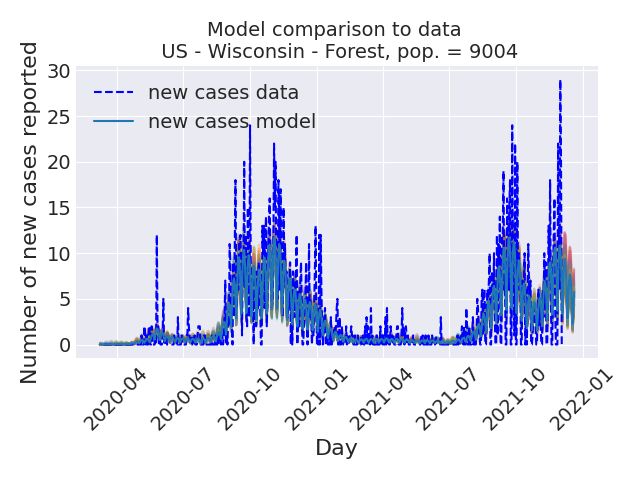 Model comparison to data
US - Wisconsin - Forest, pop. = 9004
Number of new cases reported
30
25
20
15
10
5
0
new cases data
new cases model
2020-04
2020-07
2020-10
2021-01
2021-04
2021-07
2021-10
2022-01
Day